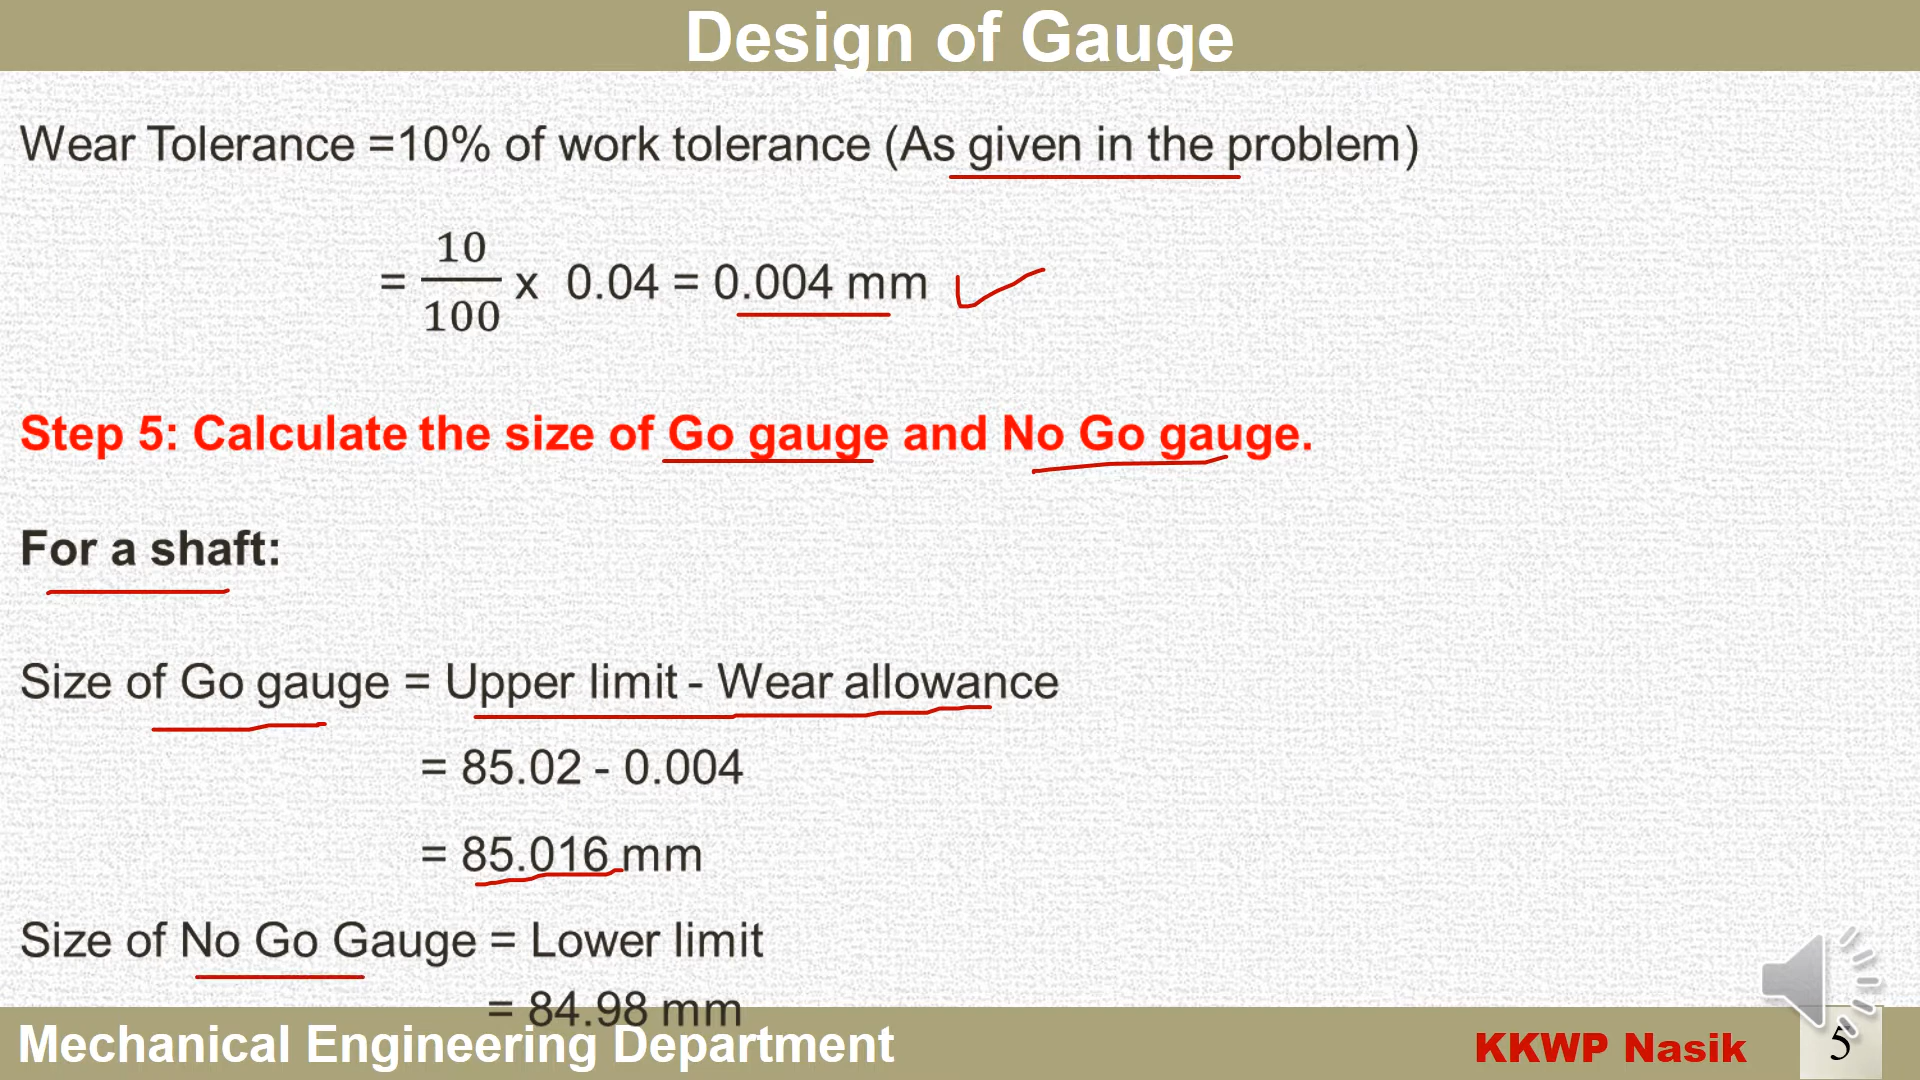 Design of Gauge
Wear Tolerance =10% of work tolerance (As given in the problem)
= 10/100 x 0.04 = 0.004 mm
Step 5: Calculate the size of Go gauge and No Go gauge.
For a shaft:
Size of Go gauge = Upper limit - Wear allowance
= 85.02 - 0.004
= 85.016 mm
Size of No Go Gauge = Lower limit
= 84.98 mm
Mechanical Engineering Department
KKWP Nasik
5